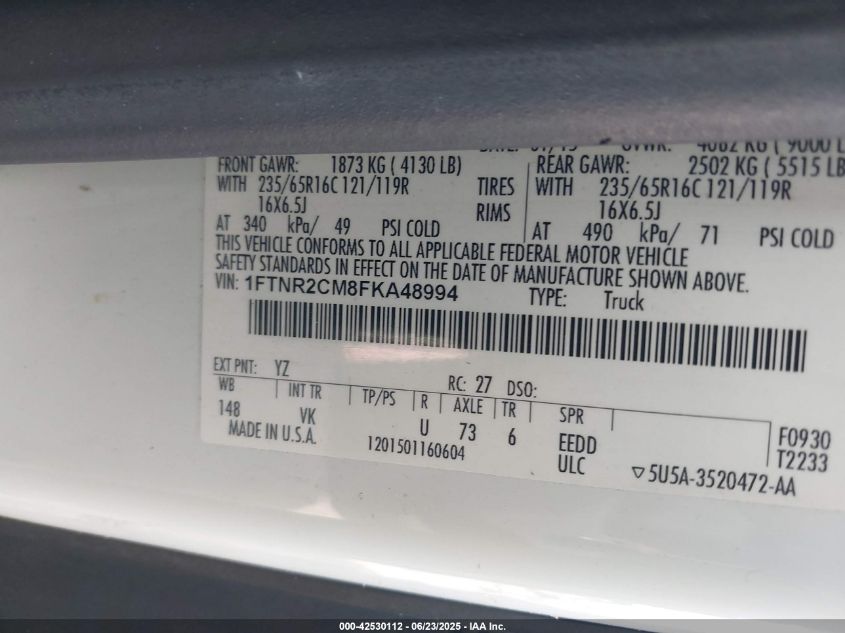 GVWR: 4082 KG ( 9000 L
FRONT GAWR: 1873 KG ( 4130 LB) REAR GAWR: 2502 KG ( 5515 LB
WITH 235/65R16C 121/119R TIRES WITH 235/65R16C 121/119R
16X6.5J RIMS 16X6.5J
AT 340 kPa/ 49 PSI COLD AT 490 kPa/ 71 PSI COLD
THIS VEHICLE CONFORMS TO ALL APPLICABLE FEDERAL MOTOR VEHICLE
SAFETY STANDARDS IN EFFECT ON THE DATE OF MANUFACTURE SHOWN ABOVE.
VIN: 1FTNR2CM8FKA48994 TYPE: Truck
EXT PNT: YZ RC: 27 DSO:
WB INT TR TP/PS R AXLE TR SPR
148 VK U 73 6 EEDD F0930
MADE IN U.S.A. 1201501160604 ULC T2233
▽5U5A-3520472-AA
000-42530112 - 06/23/2025 - IAA Inc.